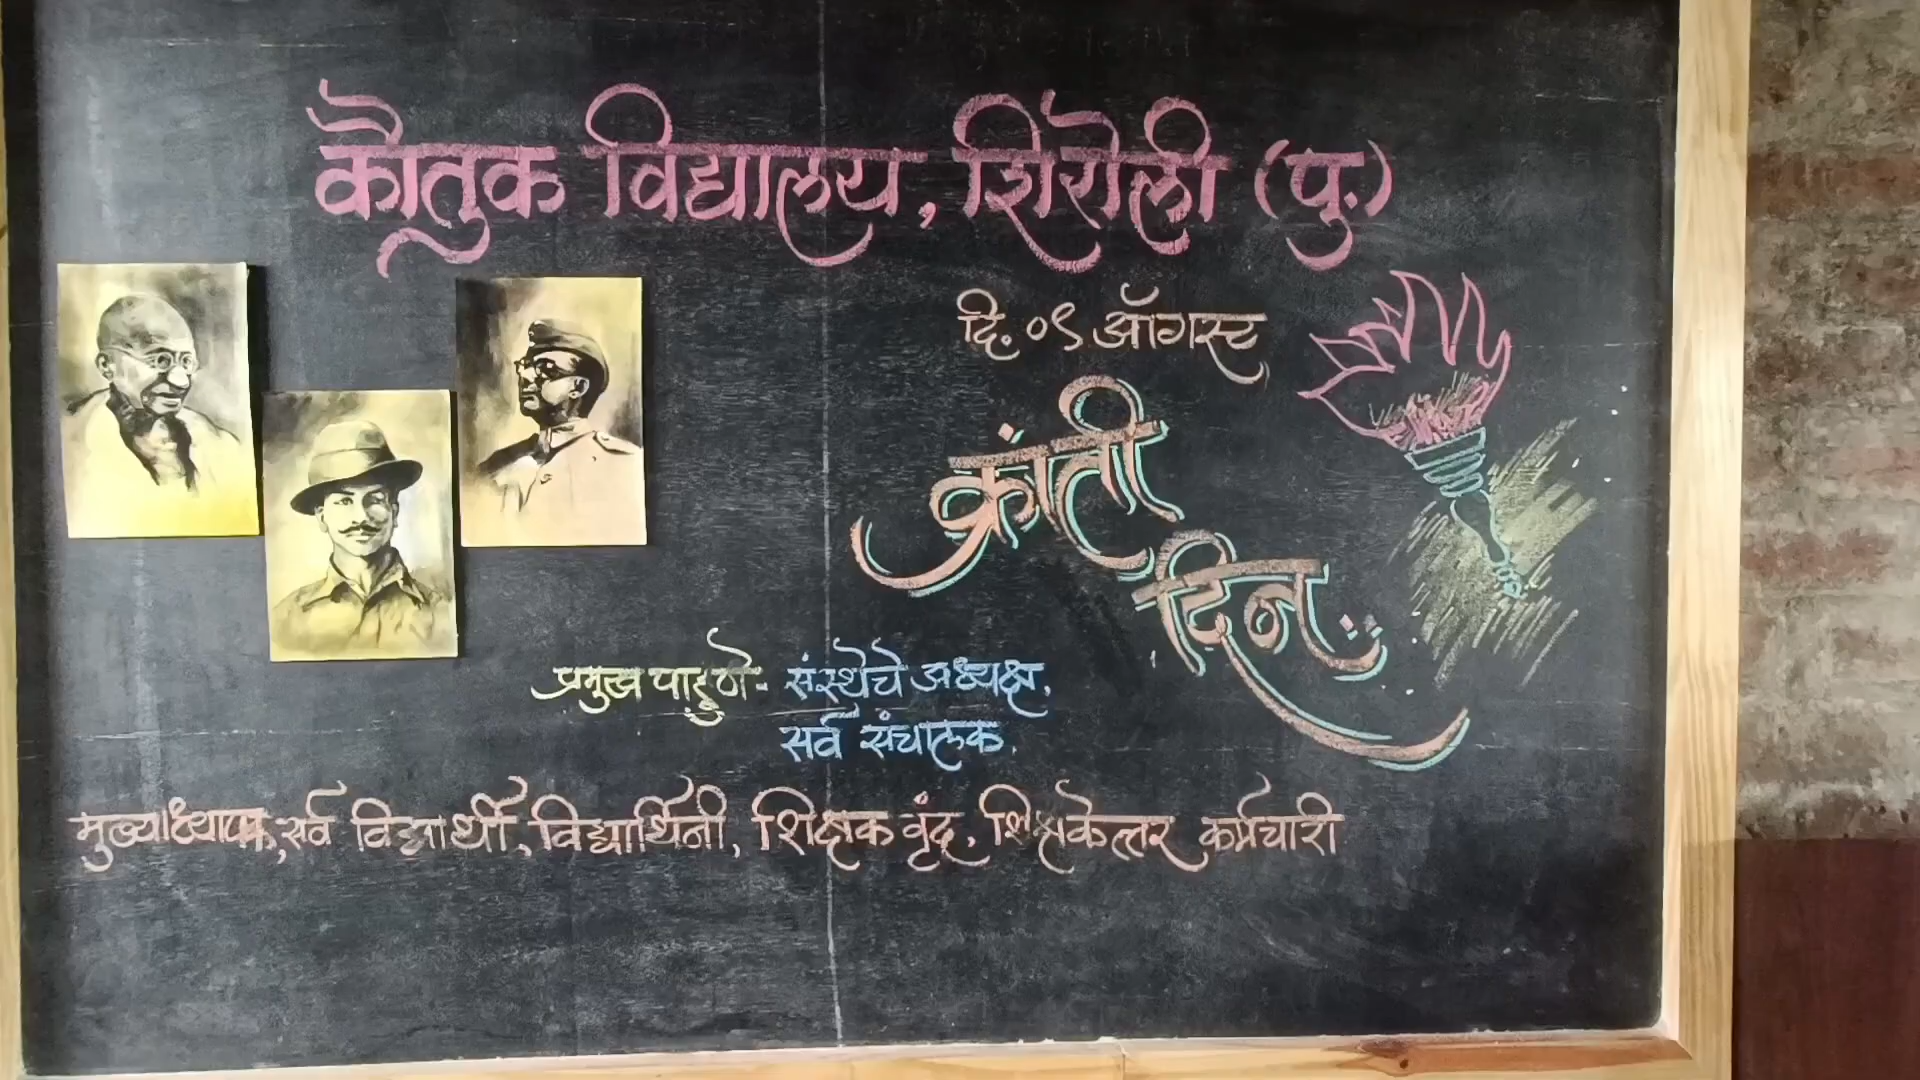 कौतुक विद्यालय, शिरोली (पु.)
दि. ०९ ऑगस्ट
क्रांती
दिन..
प्रमुख पाहुणे - संस्थेचे अध्यक्ष,
सर्व संचालक.
मुख्याध्यापक, सर्व विद्यार्थी, विद्यार्थिनी, शिक्षक वृंद, शिक्षकेत्तर कर्मचारी